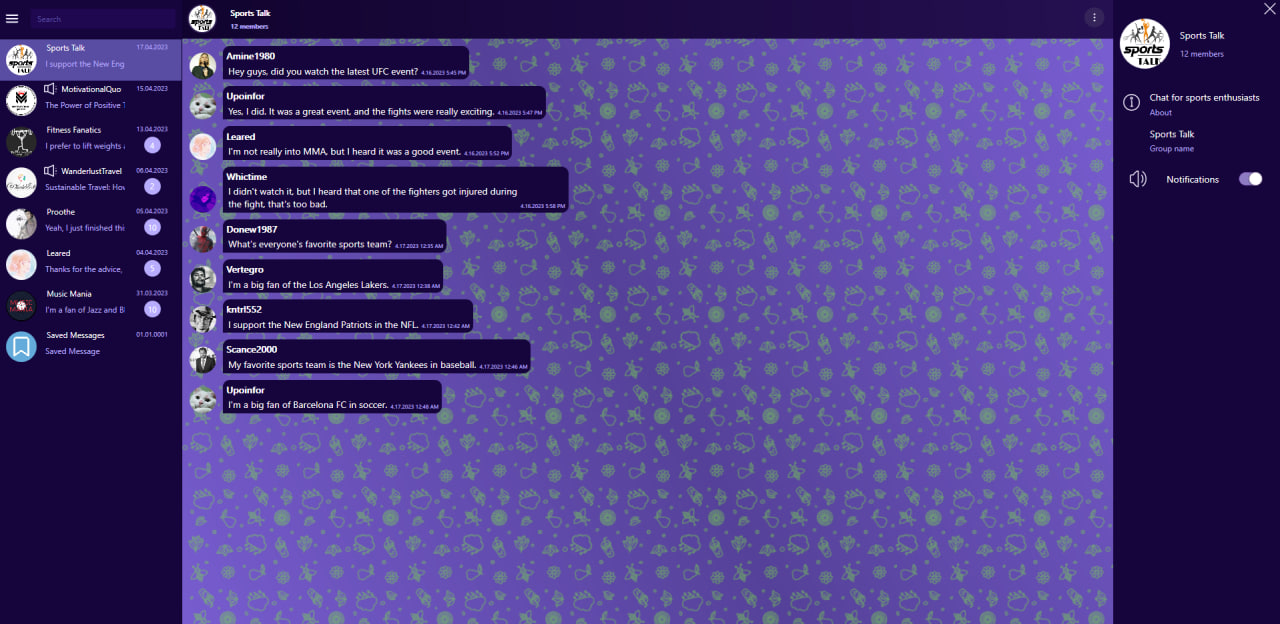 Search
Sports Talk 17.04.2023
I support the New Eng
MotivationalQuo 15.04.2023
The Power of Positive T
Fitness Fanatics 13.04.2023
I prefer to lift weights a 4
WanderlustTravel 06.04.2023
Sustainable Travel: Hov 2
Proothe 05.04.2023
Yeah, I just finished thi 10
Leared 04.04.2023
Thanks for the advice, 5
Music Mania 31.03.2023
I'm a fan of Jazz and Bl 10
Saved Messages 01.01.0001
Saved Message
Sports Talk
12 members
Amine1980
Hey guys, did you watch the latest UFC event? 4.16.2023 5:45 PM
Upoinfor
Yes, I did. It was a great event, and the fights were really exciting. 4.16.2023 5:47 PM
Leared
I'm not really into MMA, but I heard it was a good event. 4.16.2023 5:52 PM
Whictime
I didn't watch it, but I heard that one of the fighters got injured during
the fight, that's too bad. 4.16.2023 5:58 PM
Donew1987
What's everyone's favorite sports team? 4.17.2023 12:35 AM
Vertegro
I'm a big fan of the Los Angeles Lakers. 4.17.2023 12:38 AM
kntrl552
I support the New England Patriots in the NFL. 4.17.2023 12:42 AM
Scance2000
My favorite sports team is the New York Yankees in baseball. 4.17.2023 12:46 AM
Upoinfor
I'm a big fan of Barcelona FC in soccer. 4.17.2023 12:48 AM
sports
TALK
Sports Talk
12 members
Chat for sports enthusiasts
About
Sports Talk
Group name
Notifications